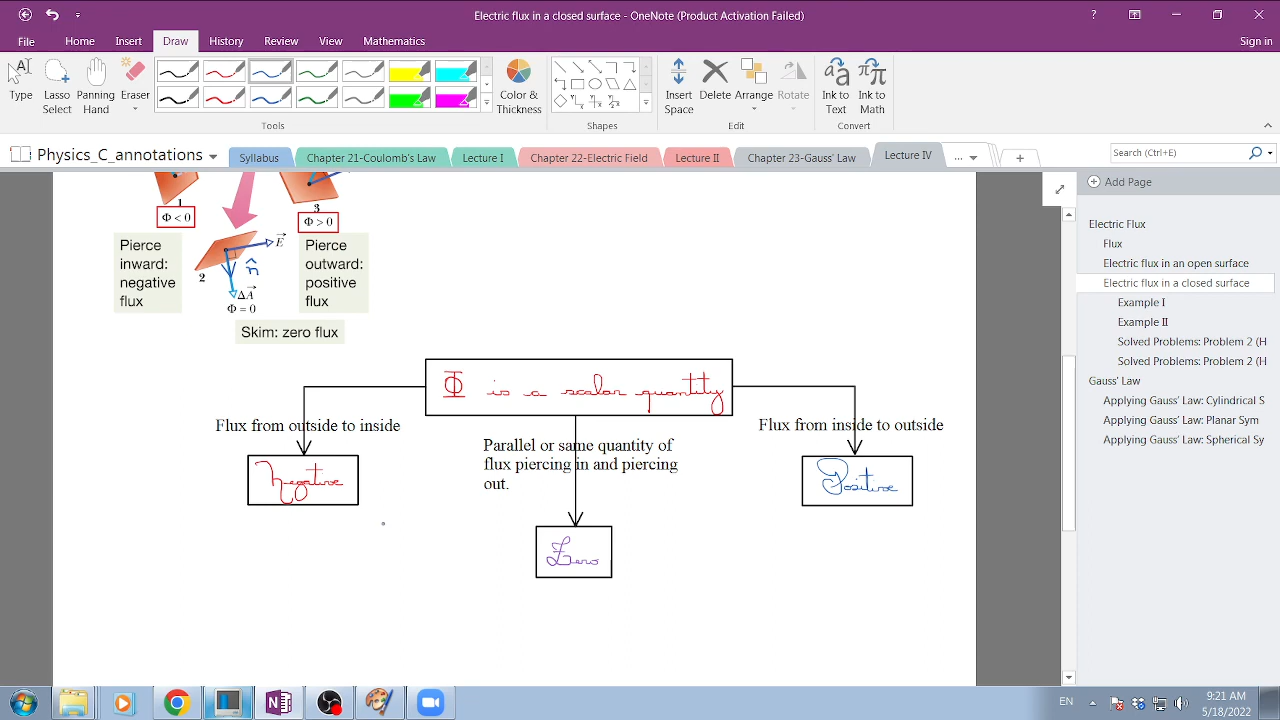 Electric flux in a closed surface - OneNote (Product Activation Failed)
?
File Home Insert Draw History Review View Mathematics
Sign in
Type
Lasso Select
Panning Hand
Eraser
Color & Thickness
Insert Space
Delete
Arrange
Rotate
Ink to Text
Ink to Math
Tools
Shapes
Edit
Convert
Physics_C_annotations
Syllabus
Chapter 21-Coulomb's Law
Lecture I
Chapter 22-Electric Field
Lecture II
Chapter 23-Gauss' Law
Lecture IV
...
Search (Ctrl+E)
Add Page
Electric Flux
Flux
Electric flux in an open surface
Electric flux in a closed surface
Example I
Example II
Solved Problems: Problem 2 (H
Solved Problems: Problem 2 (H
Gauss' Law
Applying Gauss' Law: Cylindrical S
Applying Gauss' Law: Planar Sym
Applying Gauss' Law: Spherical Sy
1
Φ < 0
3
Φ > 0
Pierce
inward:
negative
flux
E⃗
n̂
2
ΔA⃗
Φ = 0
Pierce
outward:
positive
flux
Skim: zero flux
Φ is a scalar quantity
Flux from outside to inside
Negative
Parallel or same quantity of
flux piercing in and piercing
out.
Zero
Flux from inside to outside
Positive
EN
9:21 AM
5/18/2022